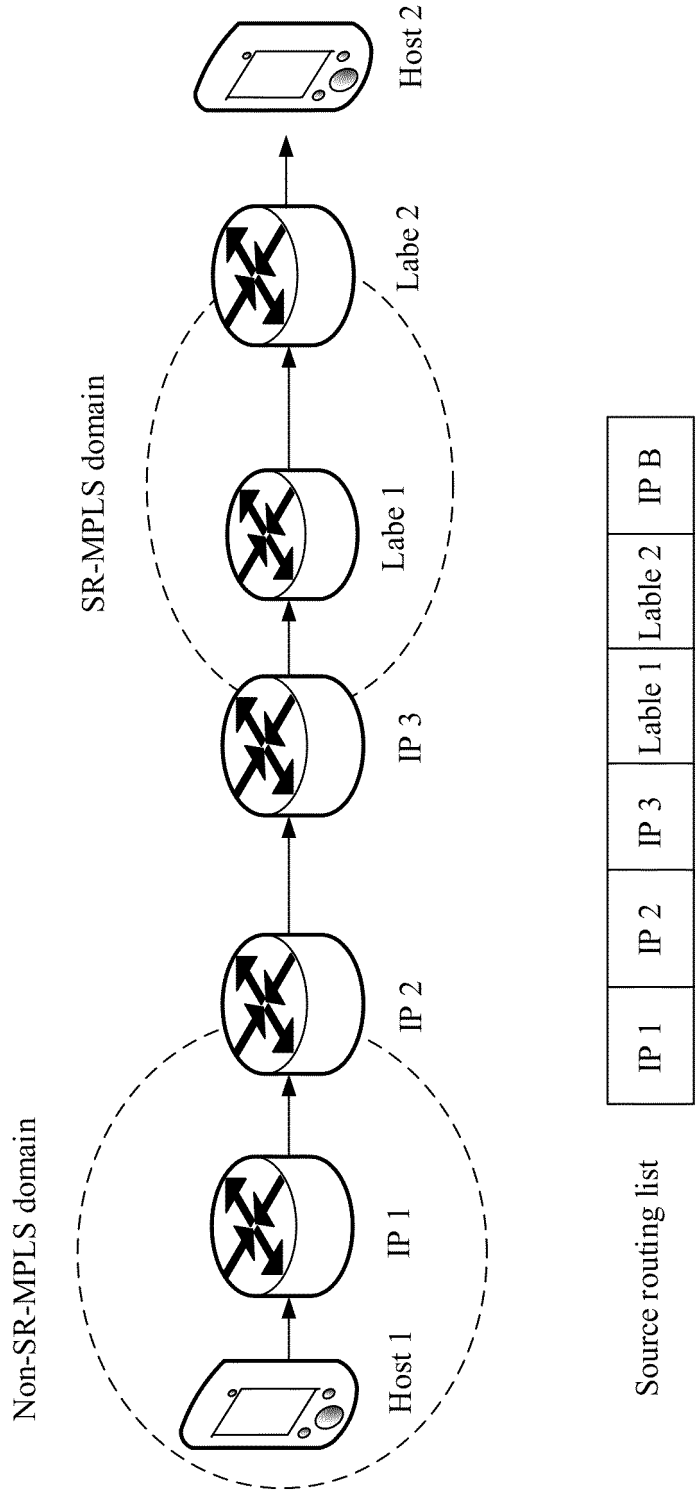 Non-SR-MPLS domain
SR-MPLS domain
Host 1
IP 1
IP 2
IP 3
Labe 1
Labe 2
Host 2
Source routing list
IP 1
IP 2
IP 3
Lable 1
Lable 2
IP B